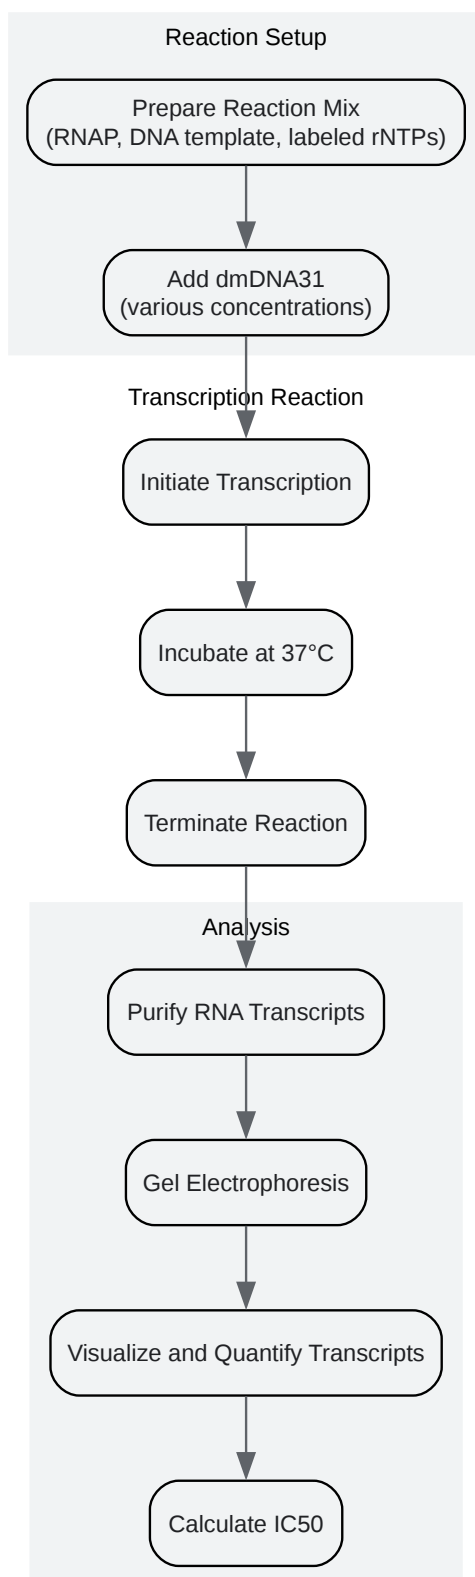 Reaction Setup
Prepare Reaction Mix
(RNAP, DNA template, labeled rNTPs)
Add dmDNA31
(various concentrations)
Transcription Reaction
Initiate Transcription
Incubate at 37°C
Terminate Reaction
Analysis
Purify RNA Transcripts
Gel Electrophoresis
Visualize and Quantify Transcripts
Calculate IC50